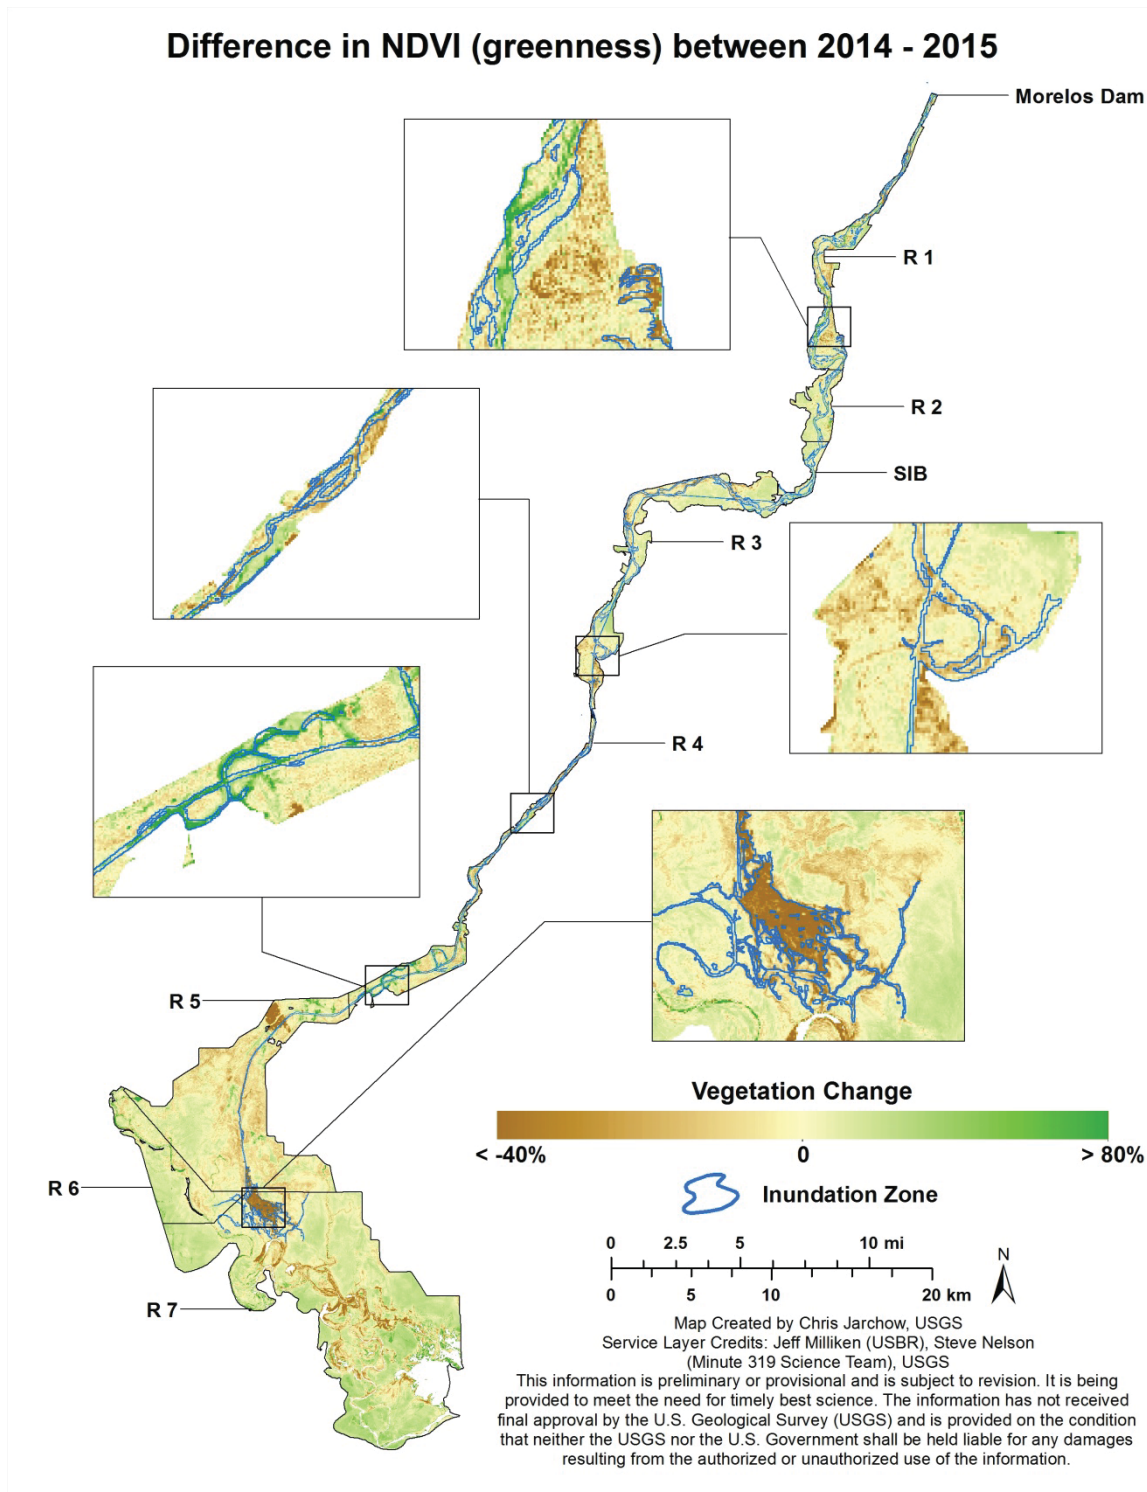 Difference in NDVI (greenness) between 2014 - 2015
Morelos Dam
R 1
R 2
SIB
R 3
R 4
R 5
R 6
R 7
Vegetation Change
< -40%
0
> 80%
Inundation Zone
0 2.5 5 10 mi
0 5 10 20 km
N
Map Created by Chris Jarchow, USGS
Service Layer Credits: Jeff Milliken (USBR), Steve Nelson
(Minute 319 Science Team), USGS
This information is preliminary or provisional and is subject to revision. It is being
provided to meet the need for timely best science. The information has not received
final approval by the U.S. Geological Survey (USGS) and is provided on the condition
that neither the USGS nor the U.S. Government shall be held liable for any damages
resulting from the authorized or unauthorized use of the information.